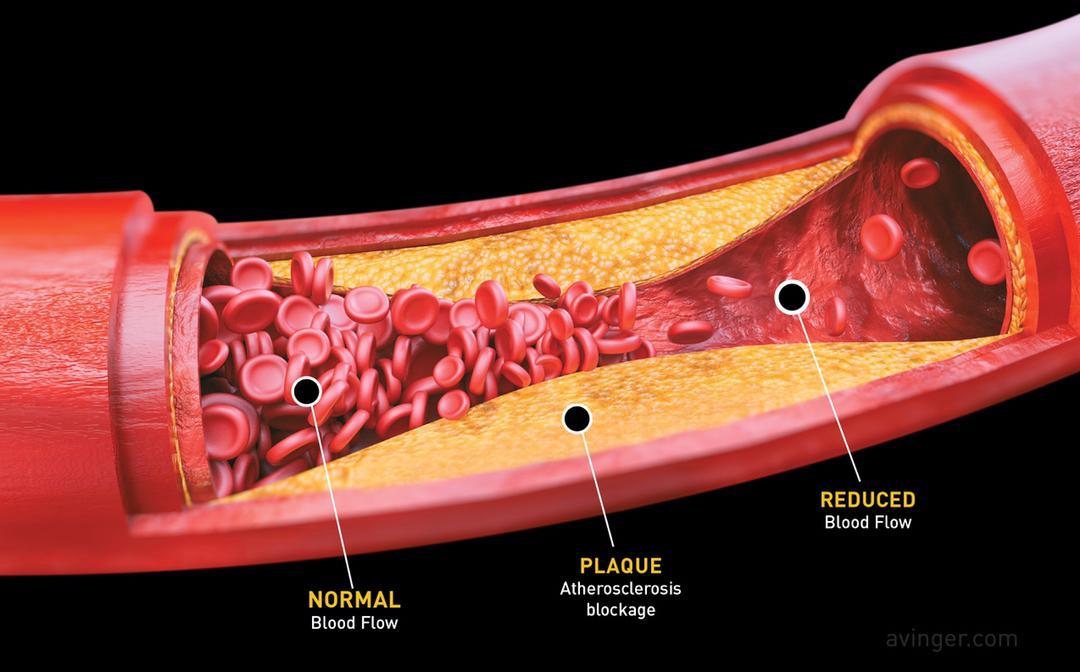 REDUCED
Blood Flow
PLAQUE
Atherosclerosis
blockage
NORMAL
Blood Flow
avinger.com